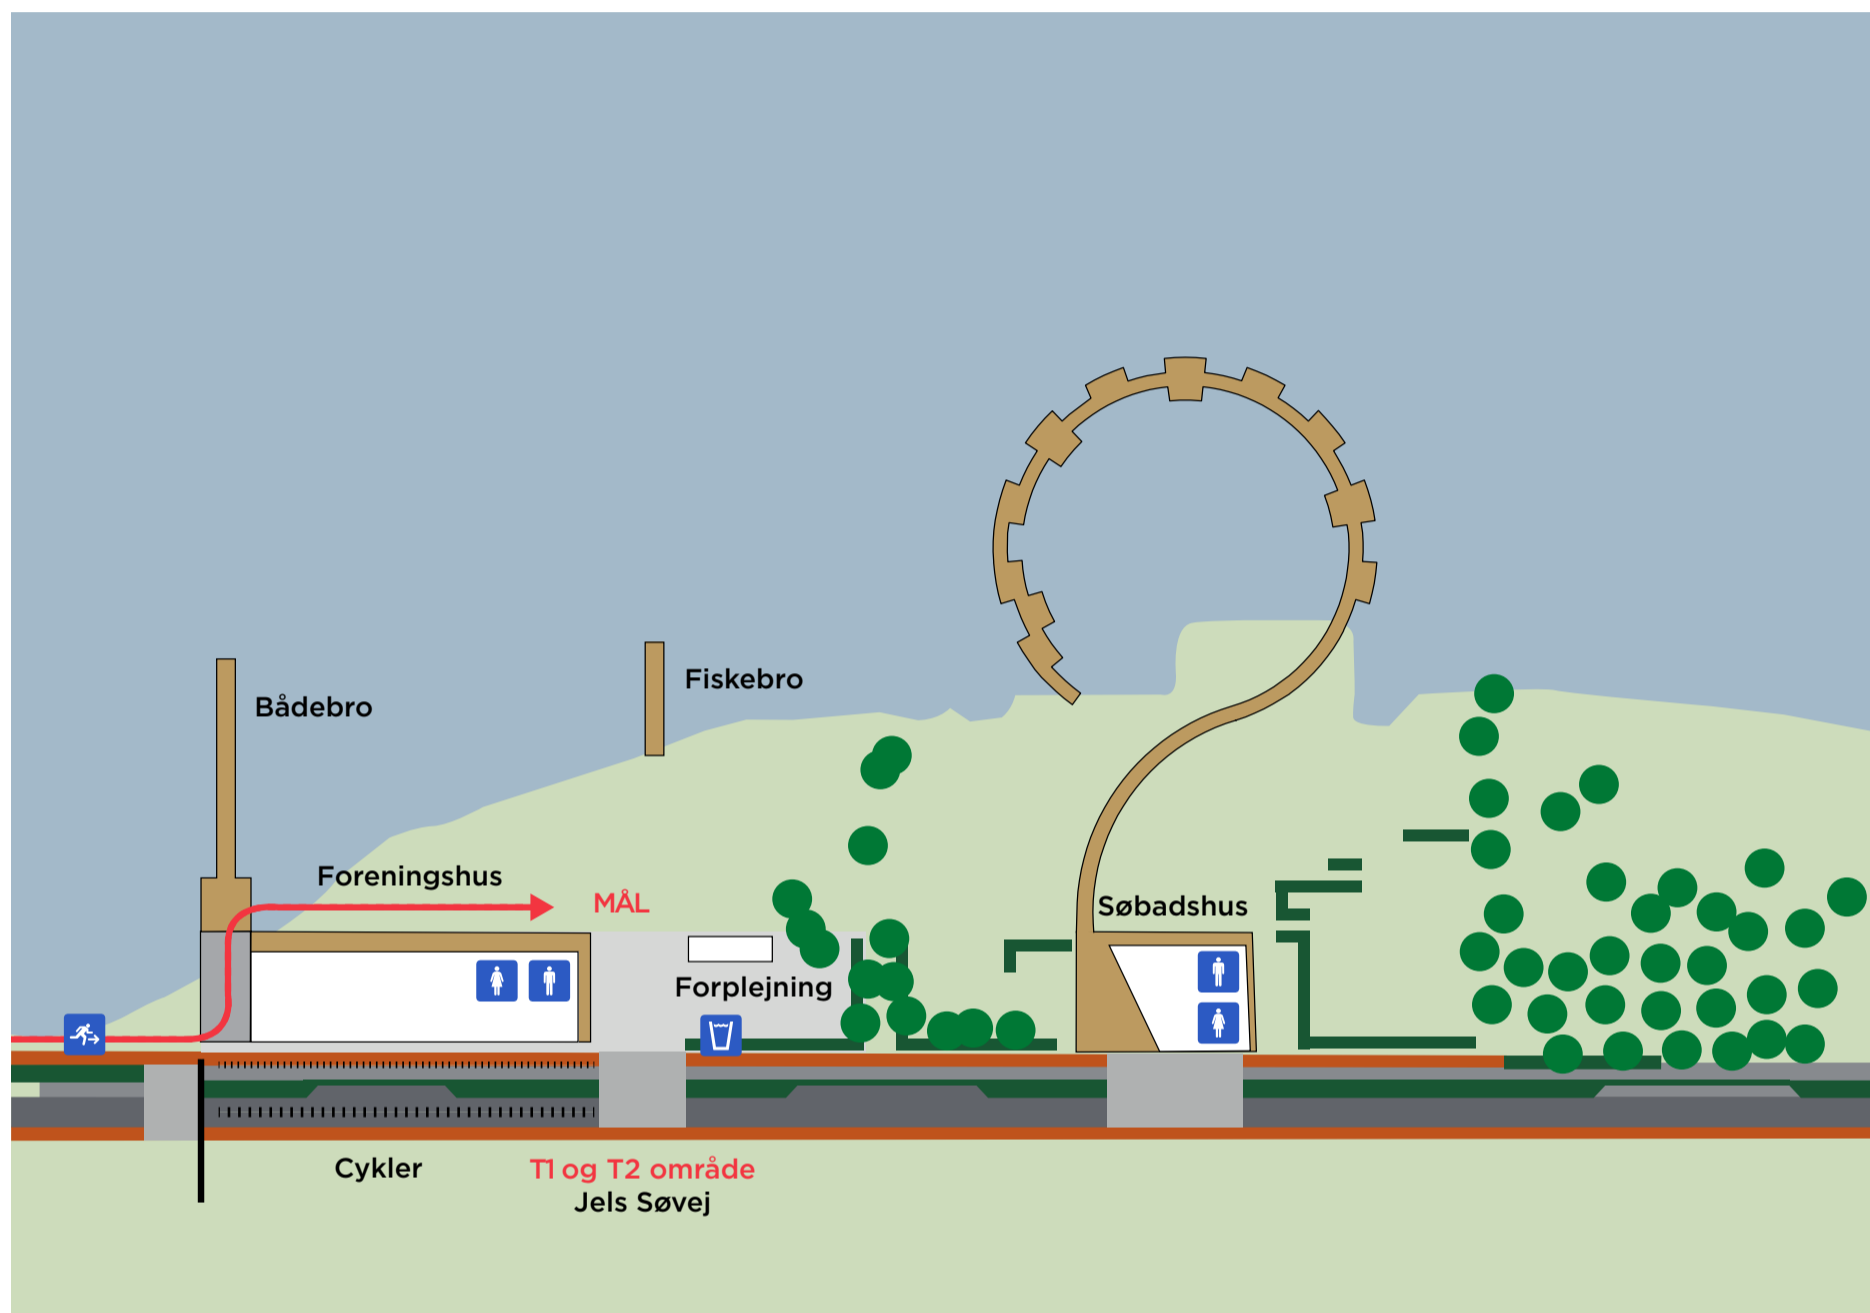 Fiskebro
Bådebro
Foreningshus
MÅL
Søbadshus
Forplejning
Cykler
T1 og T2 område
Jels Søvej